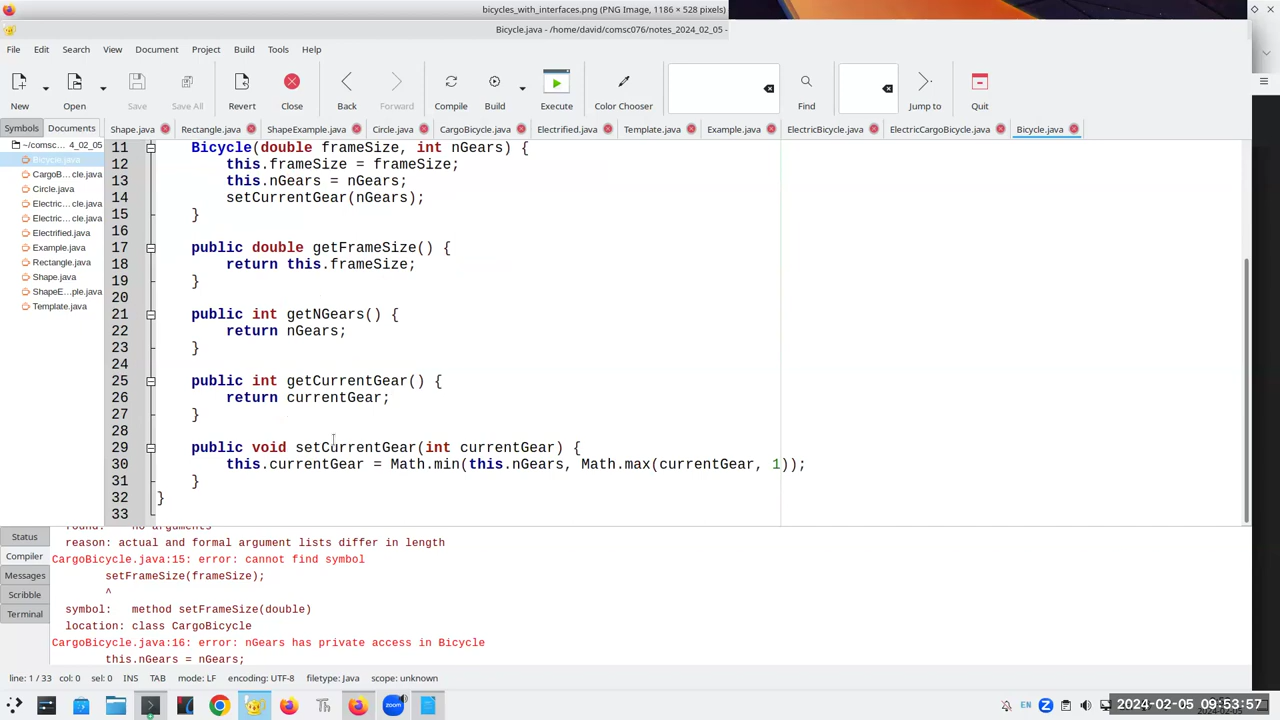 bicycles_with_interfaces.png (PNG Image, 1186 × 528 pixels)
Bicycle.java - /home/david/comsc076/notes_2024_02_05 -
File Edit Search View Document Project Build Tools Help
New Open Save Save All Revert Close Back Forward Compile Build Execute Color Chooser Find Jump to Quit
Symbols Documents Shape.java Rectangle.java ShapeExample.java Circle.java CargoBicycle.java Electrified.java Template.java Example.java ElectricBicycle.java ElectricCargoBicycle.java Bicycle.java
~/comsc... 4_02_05
Bicycle.java
CargoB...cle.java
Circle.java
Electric...cle.java
Electric...cle.java
Electrified.java
Example.java
Rectangle.java
Shape.java
ShapeE...ple.java
Template.java
11 Bicycle(double frameSize, int nGears) {
12 this.frameSize = frameSize;
13 this.nGears = nGears;
14 setCurrentGear(nGears);
15 }
16
17 public double getFrameSize() {
18 return this.frameSize;
19 }
20
21 public int getNGears() {
22 return nGears;
23 }
24
25 public int getCurrentGear() {
26 return currentGear;
27 }
28
29 public void setCurrentGear(int currentGear) {
30 this.currentGear = Math.min(this.nGears, Math.max(currentGear, 1));
31 }
32 }
33
Status
Compiler
Messages
Scribble
Terminal
found: no arguments
reason: actual and formal argument lists differ in length
CargoBicycle.java:15: error: cannot find symbol
setFrameSize(frameSize);
^
symbol: method setFrameSize(double)
location: class CargoBicycle
CargoBicycle.java:16: error: nGears has private access in Bicycle
this.nGears = nGears;
line: 1 / 33 col: 0 sel: 0 INS TAB mode: LF encoding: UTF-8 filetype: Java scope: unknown
zoom EN 2024-02-05 09:53:57